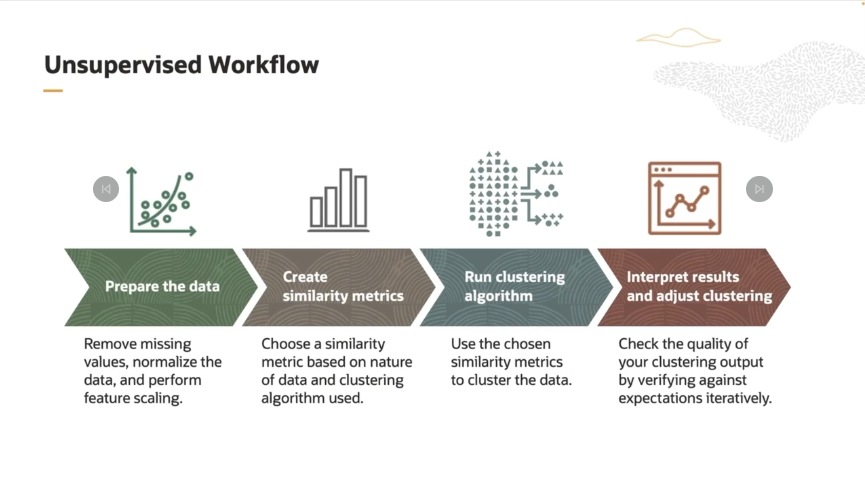 Unsupervised Workflow
Prepare the data
Create
similarity metrics
Run clustering
algorithm
Interpret results
and adjust clustering
Remove missing
values, normalize the
data, and perform
feature scaling.
Choose a similarity
metric based on nature
of data and clustering
algorithm used.
Use the chosen
similarity metrics
to cluster the data.
Check the quality of
your clustering output
by verifying against
expectations iteratively.